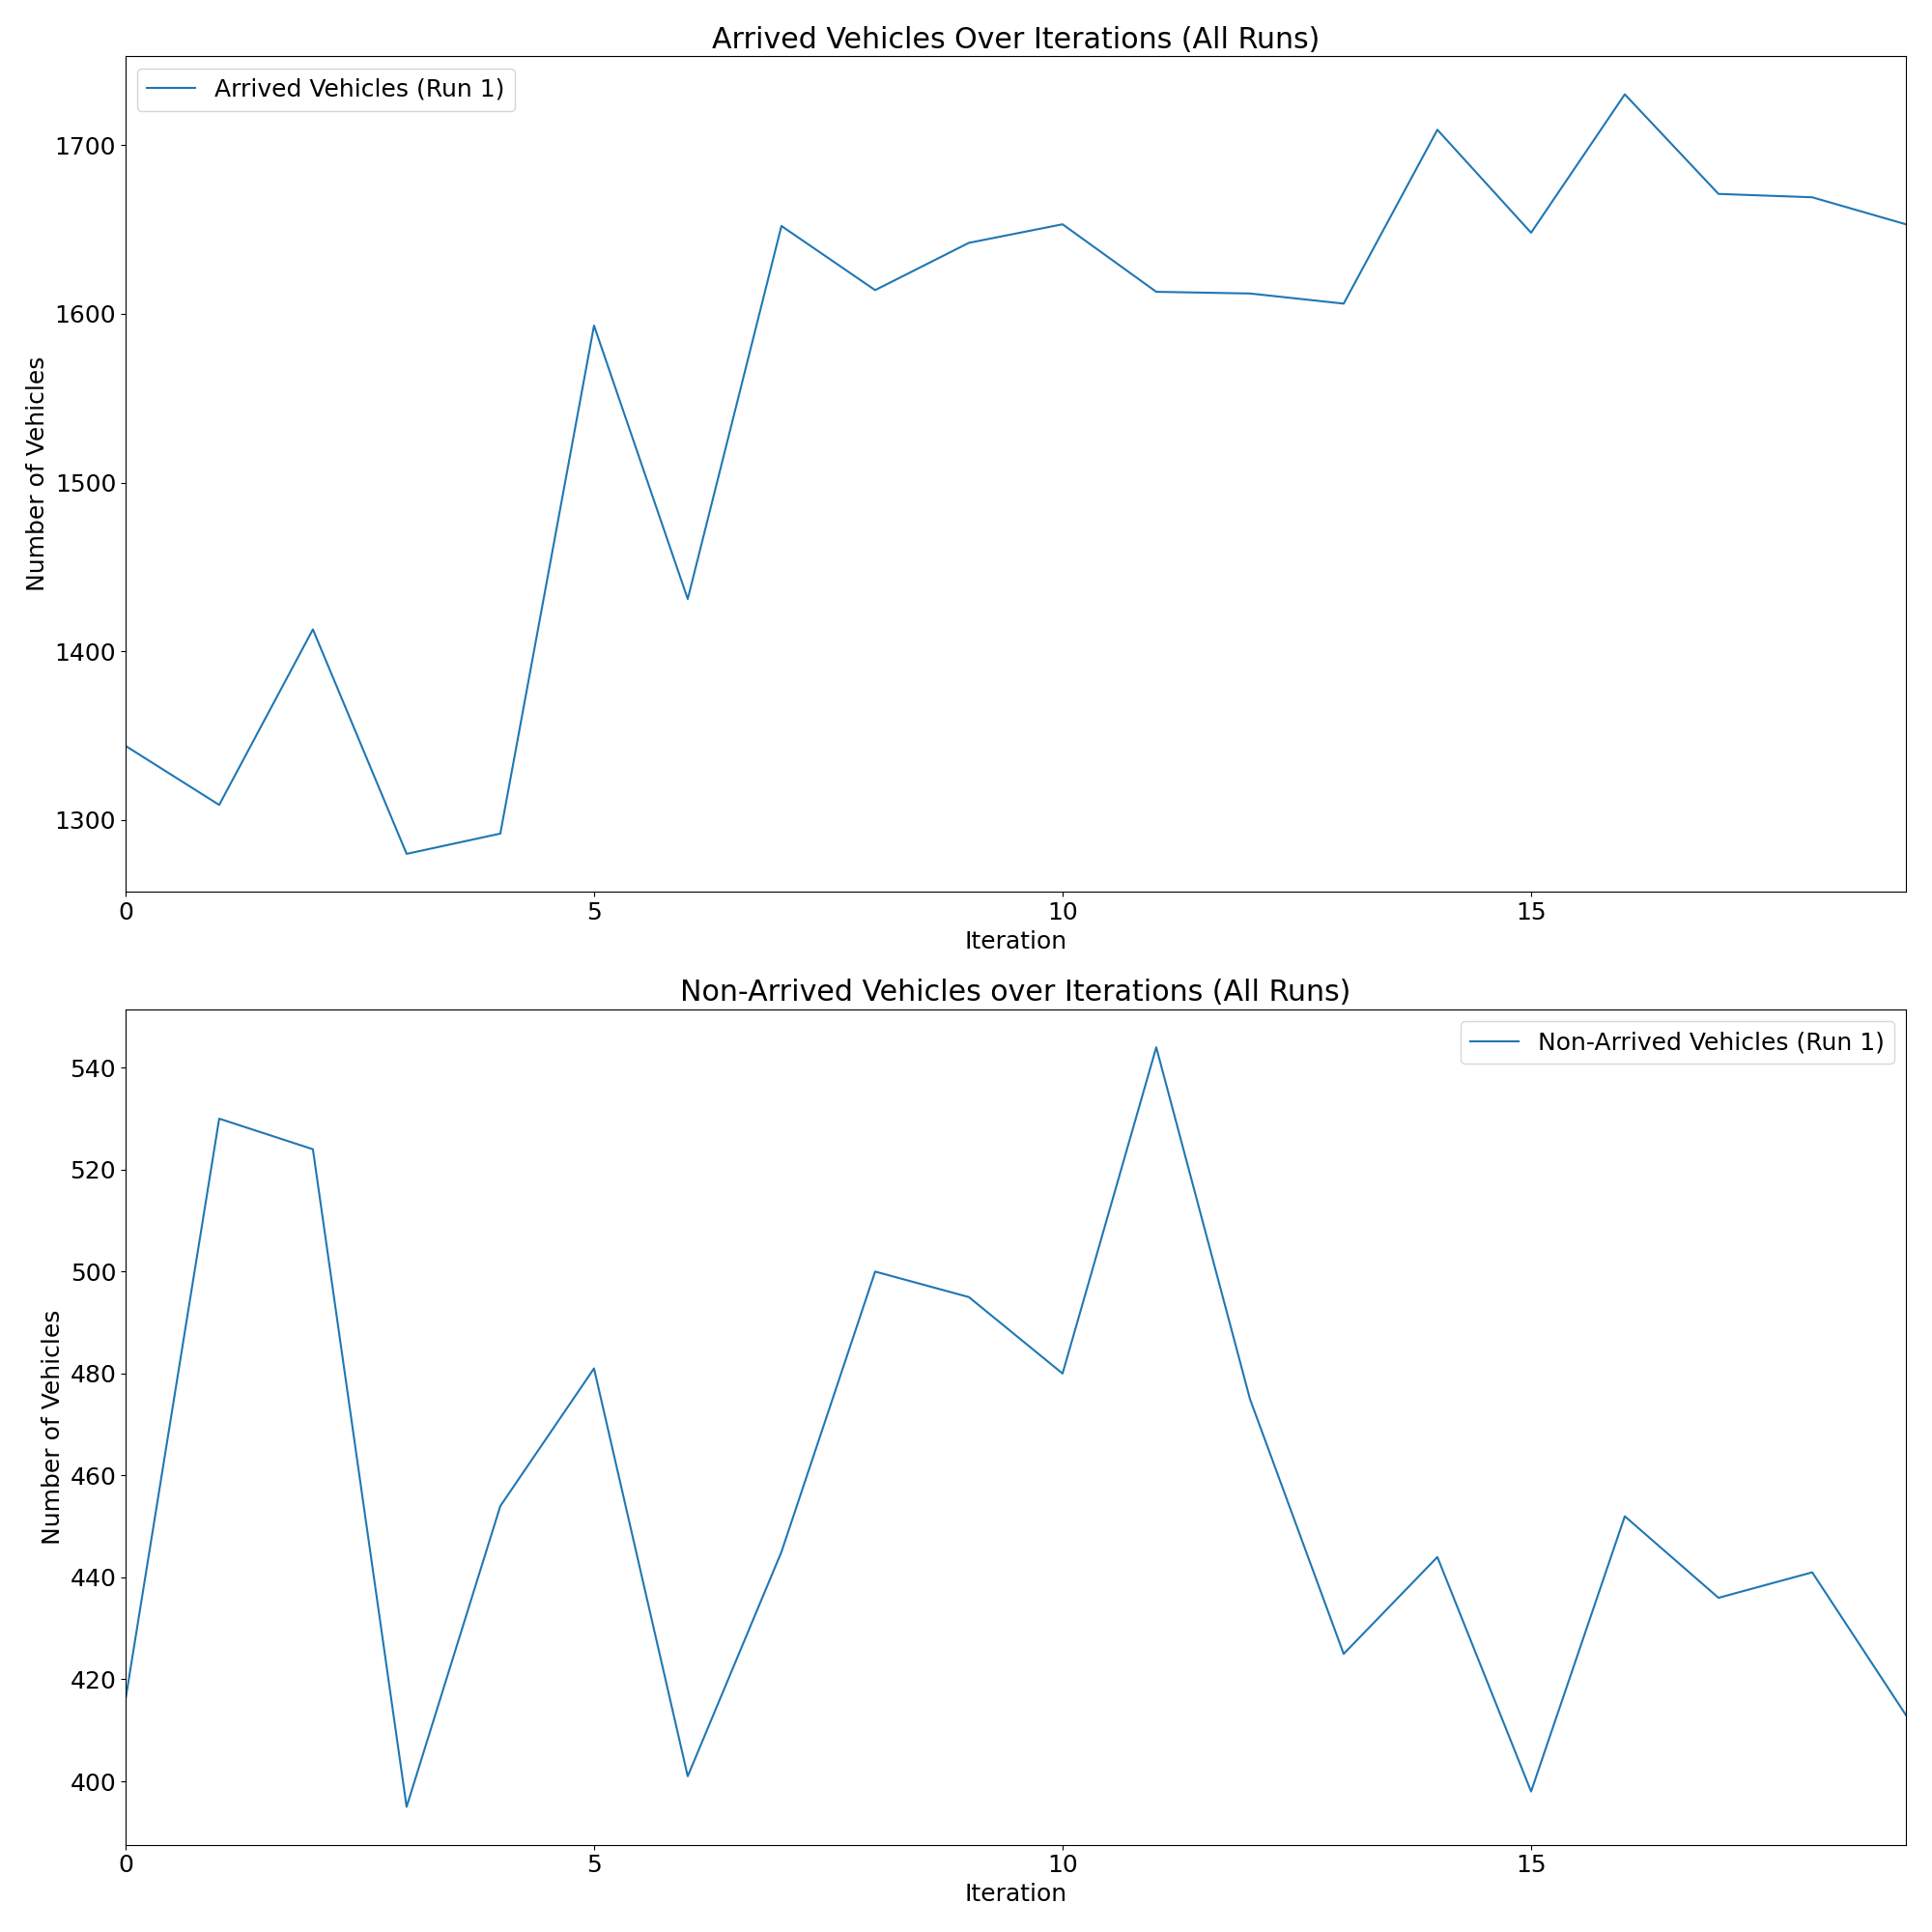 Arrived Vehicles Over Iterations (All Runs)
Arrived Vehicles (Run 1)
Number of Vehicles
1700
1600
1500
1400
1300
0 5 10 15
Iteration
Non-Arrived Vehicles over Iterations (All Runs)
Non-Arrived Vehicles (Run 1)
Number of Vehicles
540
520
500
480
460
440
420
400
0 5 10 15
Iteration